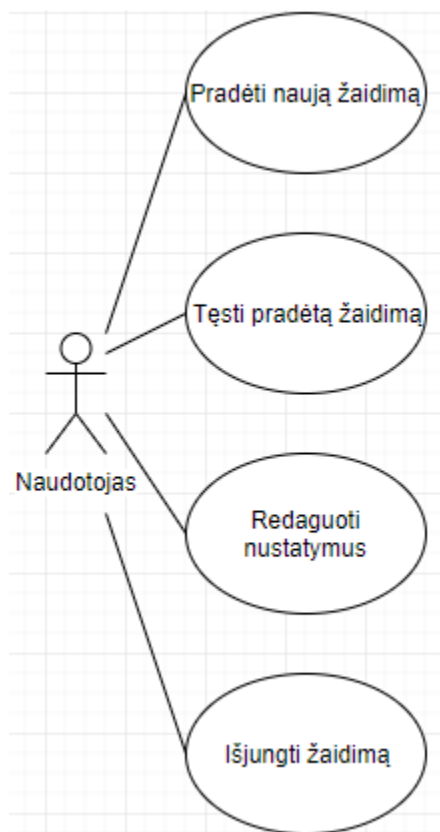 Pradėti naują žaidimą
Tęsti pradėtą žaidimą
Naudotojas
Redaguoti
nustatymus
Išjungti žaidimą